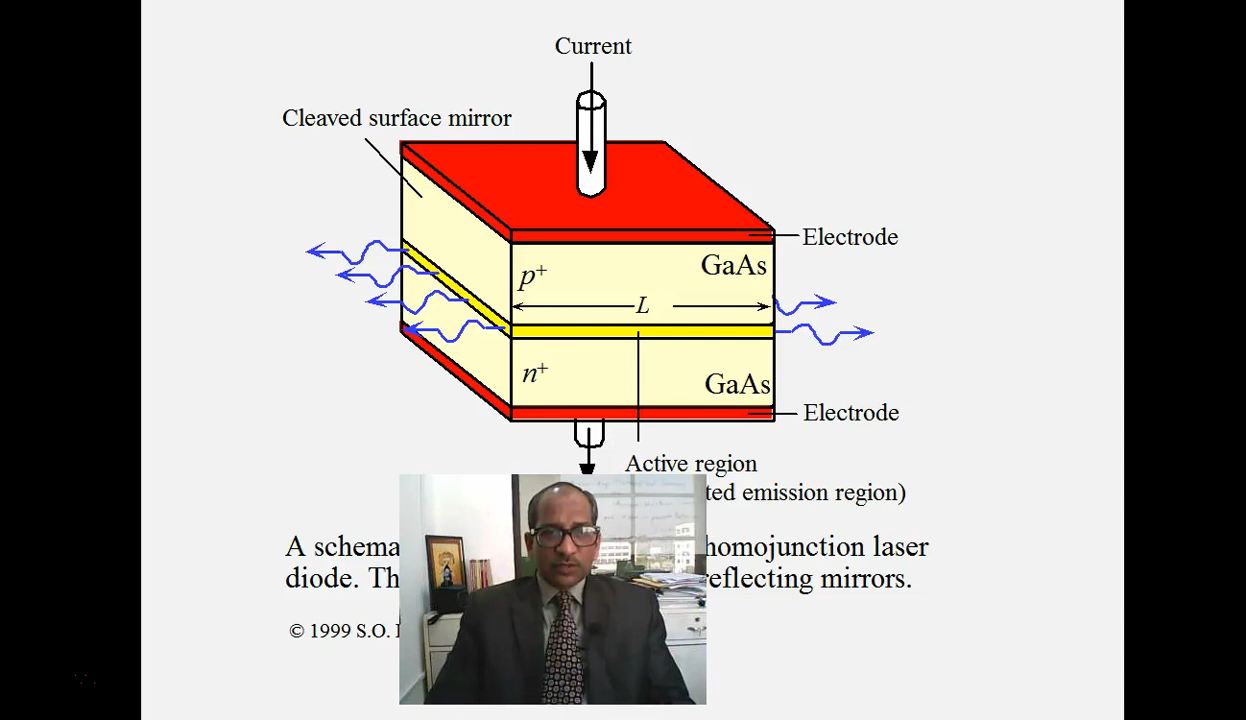 Current
Cleaved surface mirror
Electrode
p+
GaAs
L
n+
GaAs
Electrode
Active region
ted emission region)
A schema homojunction laser
diode. Th reflecting mirrors.
© 1999 S.O.